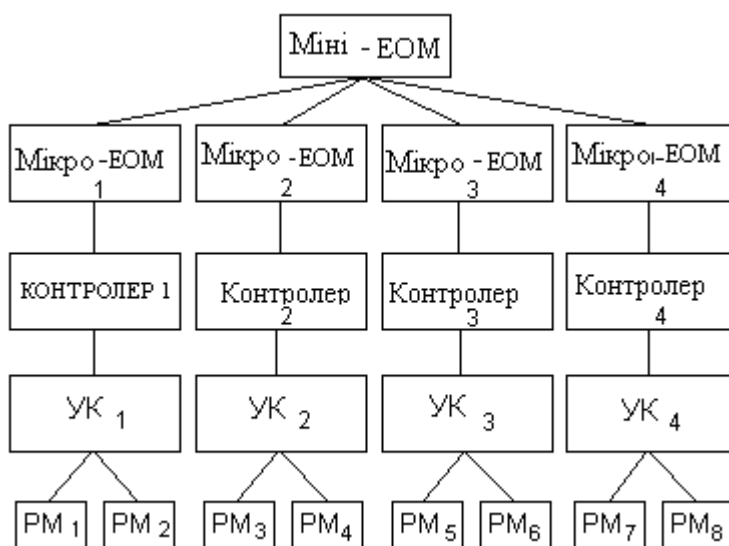 Міні - ЕОМ
Мікро-ЕОМ 1
Мікро -ЕОМ 2
Мікро - ЕОМ 3
Мікро-ЕОМ 4
КОНТРОЛЕР 1
Контролер 2
Контролер 3
Контролер 4
УК 1
УК 2
УК 3
УК 4
РМ 1
РМ 2
РМ3
РМ4
РМ5
РМ6
РМ7
РМ8